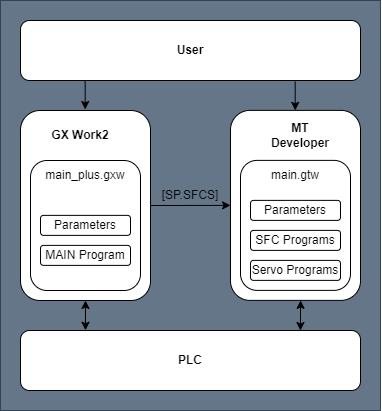 User
GX Work2
MT
Developer
main_plus.gxw
Parameters
MAIN Program
[SP.SFCS]
main.gtw
Parameters
SFC Programs
Servo Programs
PLC